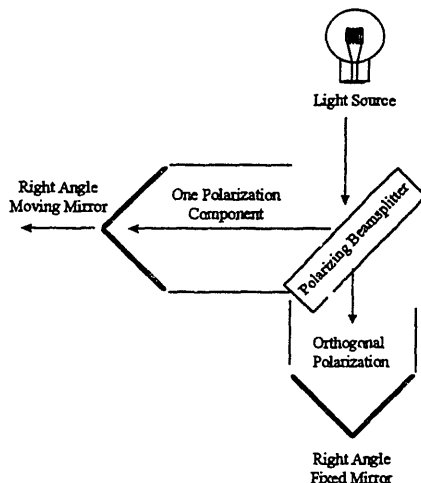 Light Source
Right Angle
Moving Mirror
One Polarization
Component
Polarizing Beamsplitter
Orthogonal
Polarization
Right Angle
Fixed Mirror